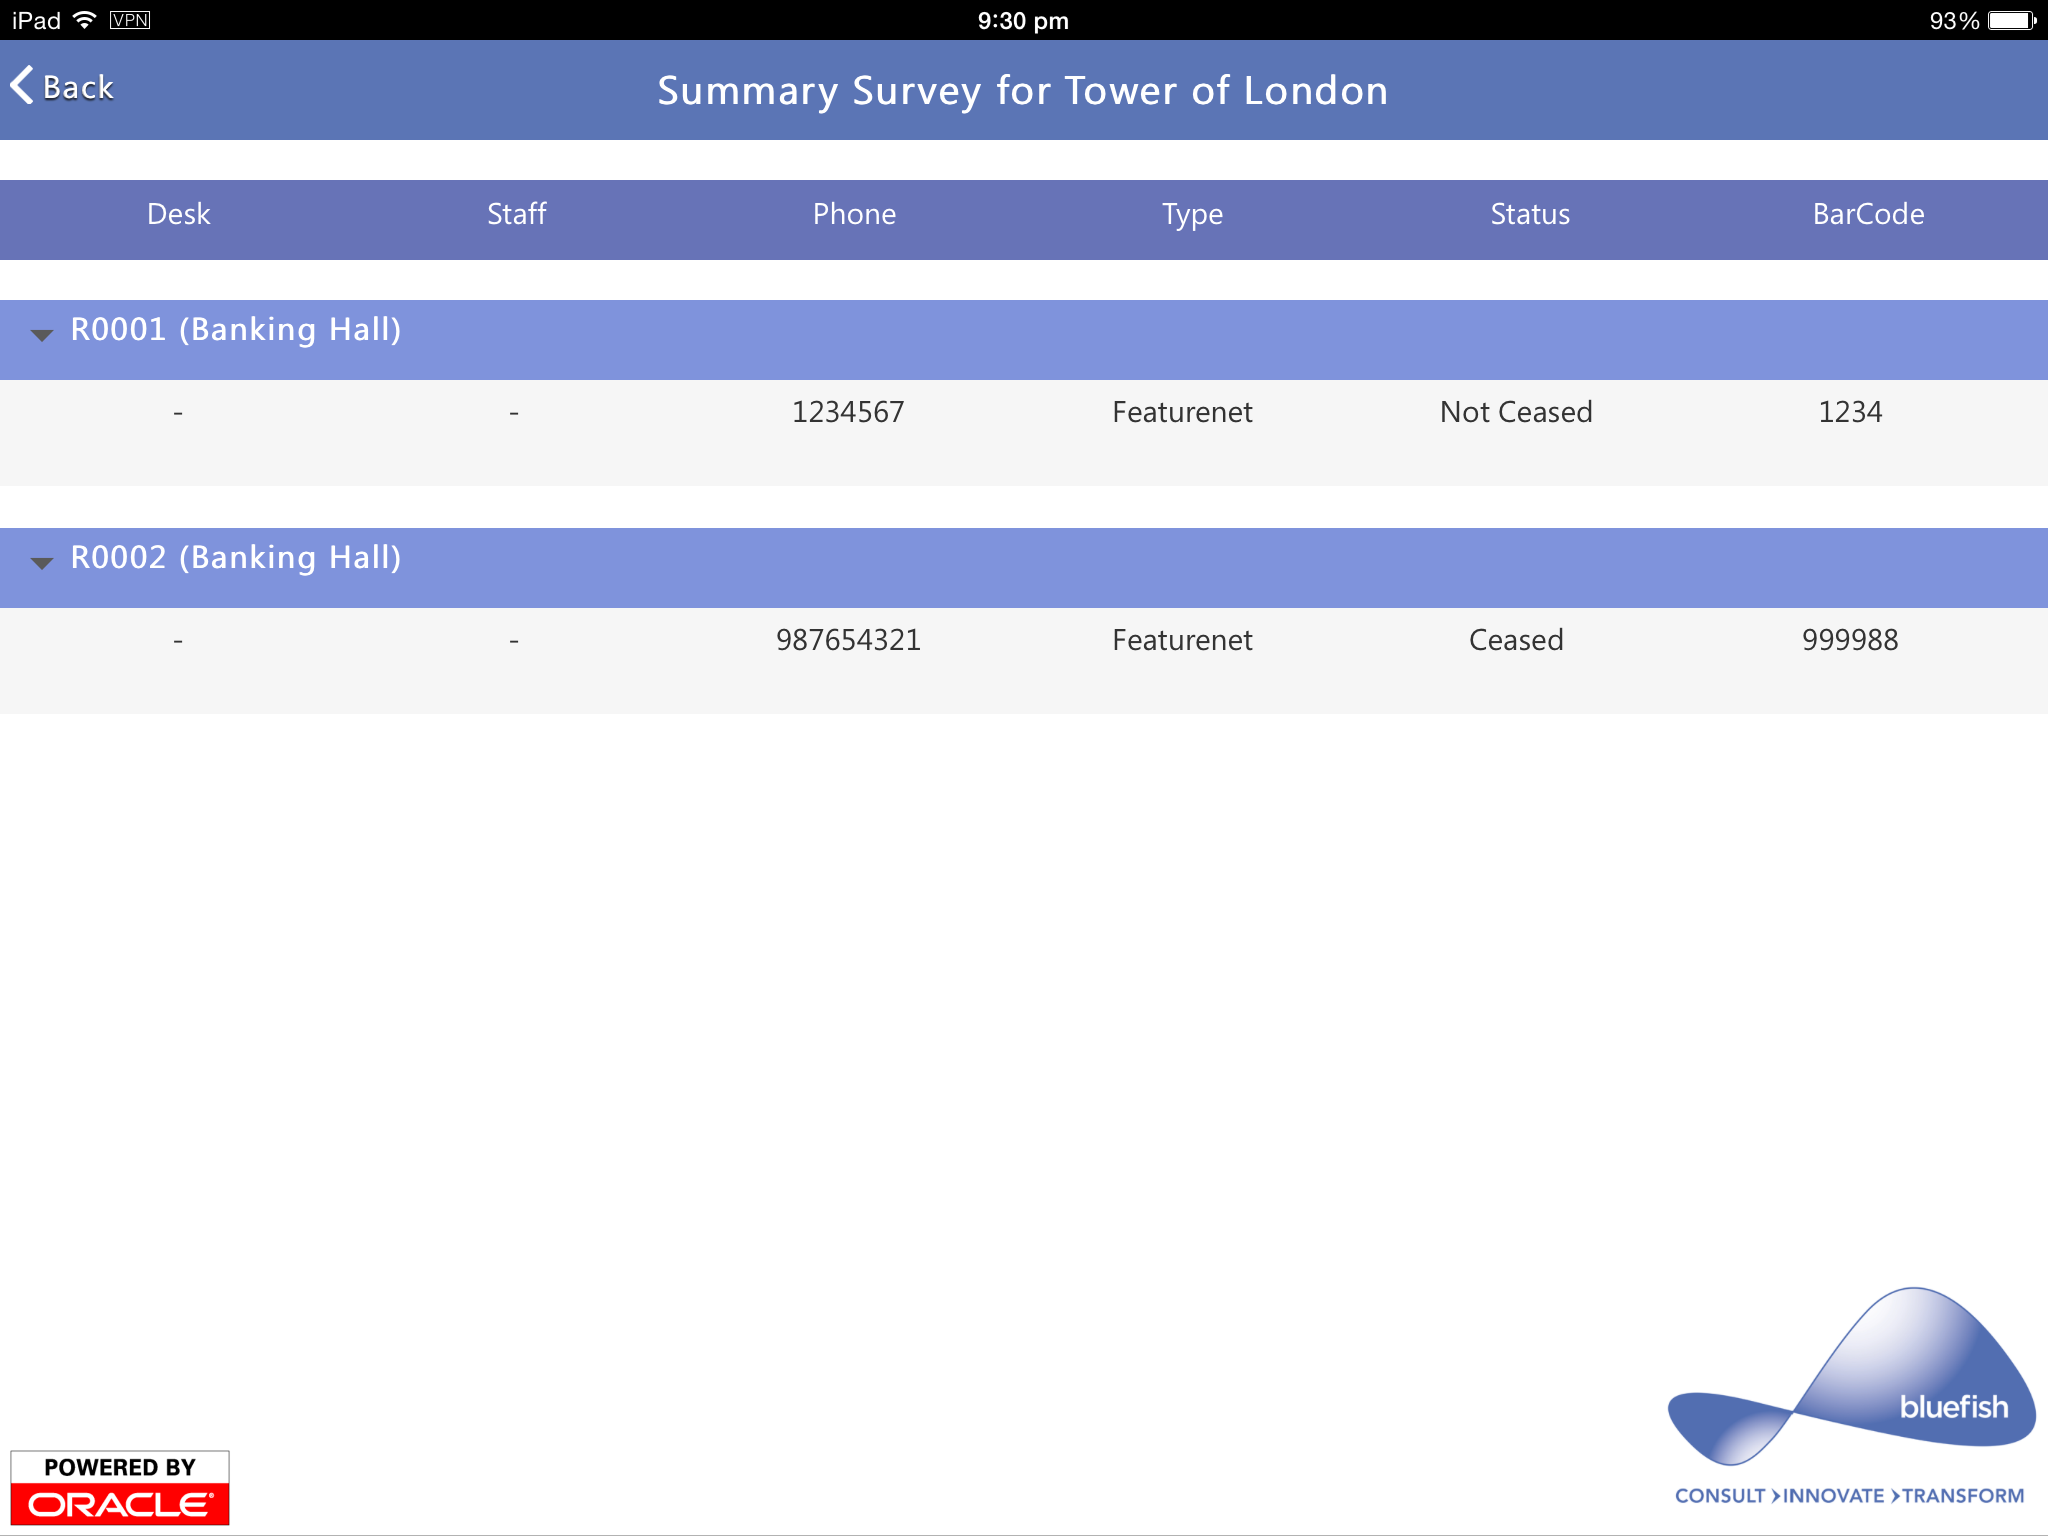 iPad VPN 9:30 pm 93%
Back Summary Survey for Tower of London
Desk Staff Phone Type Status BarCode
R0001 (Banking Hall)
- - 1234567 Featurenet Not Ceased 1234
R0002 (Banking Hall)
- - 987654321 Featurenet Ceased 999988
bluefish
CONSULT >INNOVATE >TRANSFORM
POWERED BY
ORACLE®